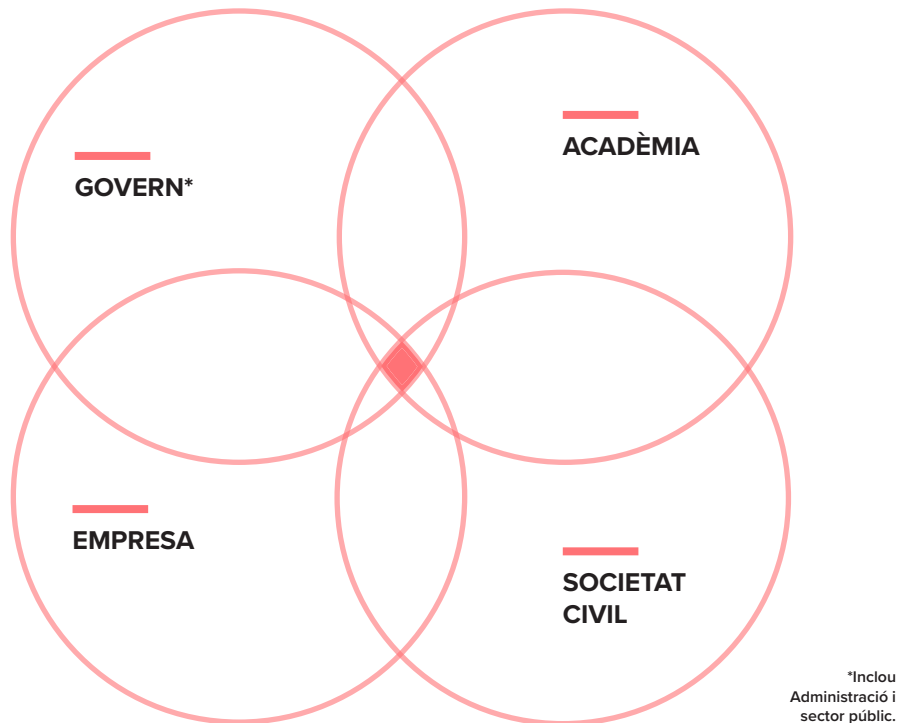 GOVERN*
ACADÈMIA
EMPRESA
SOCIETAT
CIVIL
*Inclou
Administració i
sector públic.